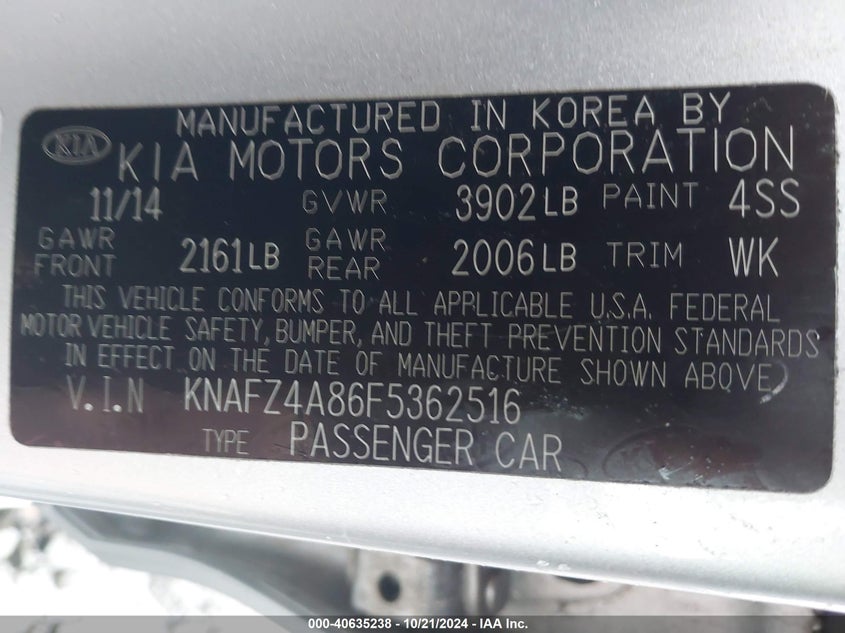 MANUFACTURED IN KOREA BY
KIA KIA MOTORS CORPORATION
11/14 GVWR 3902LB PAINT 4SS
GAWR FRONT 2161LB GAWR REAR 2006LB TRIM WK
THIS VEHICLE CONFORMS TO ALL APPLICABLE U.S.A. FEDERAL
MOTOR VEHICLE SAFETY, BUMPER, AND THEFT PREVENTION STANDARDS
IN EFFECT ON THE DATE OF MANUFACTURE SHOWN ABOVE)
V.I.N KNAFZ4A86F5362516
TYPE PASSENGER CAR
000-40635238 - 10/21/2024 - IAA Inc.